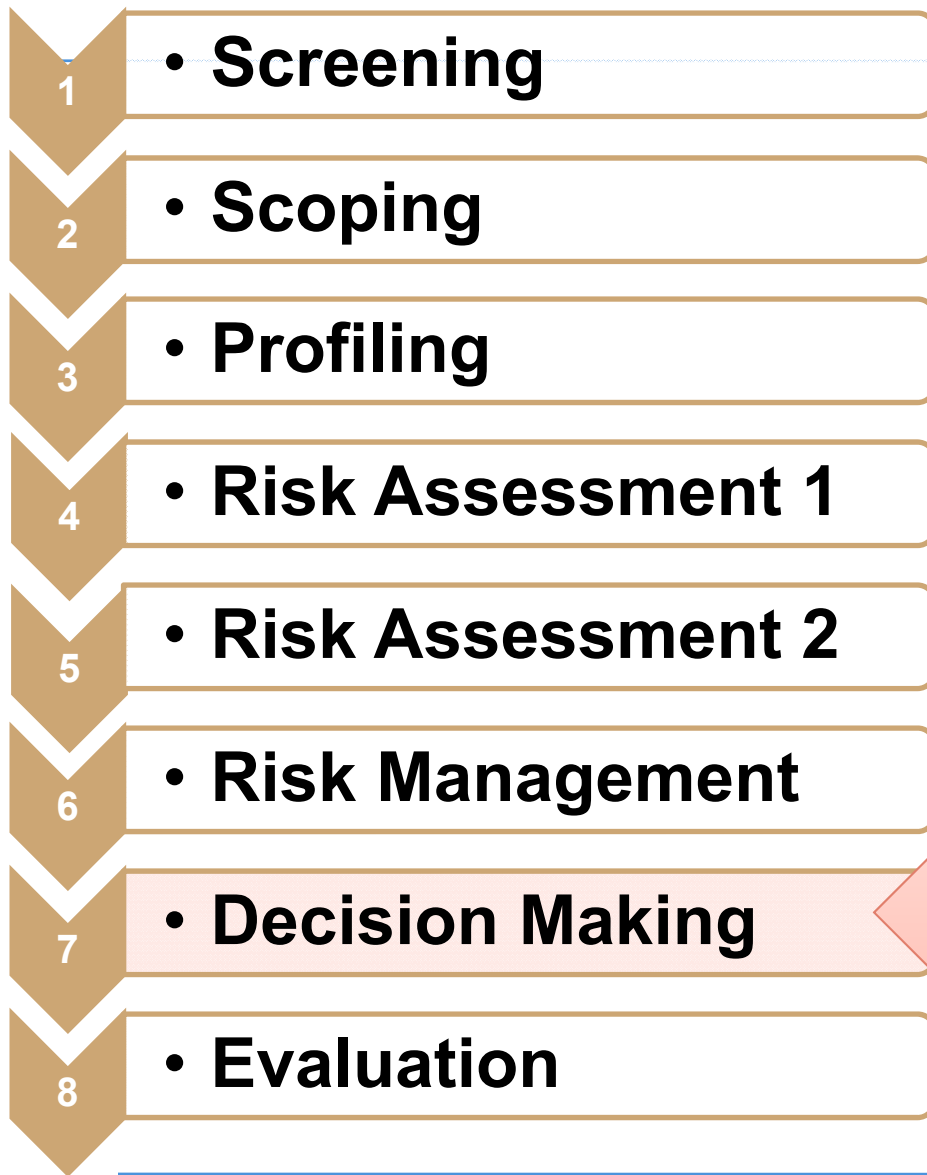 1
• Screening
2
• Scoping
3
• Profiling
4
• Risk Assessment 1
5
• Risk Assessment 2
6
• Risk Management
7
• Decision Making
8
• Evaluation